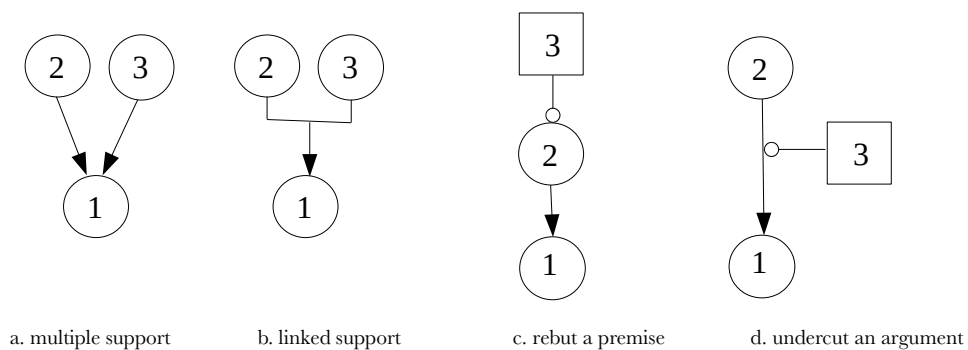 2 3 2 3 3 2
2 3
1 1 1 1
a. multiple support b. linked support c. rebut a premise d. undercut an argument